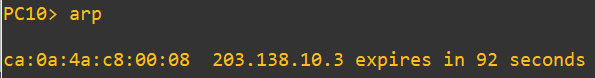 PC10> arp
ca:0a:4a:c8:00:08  203.138.10.3 expires in 92 seconds